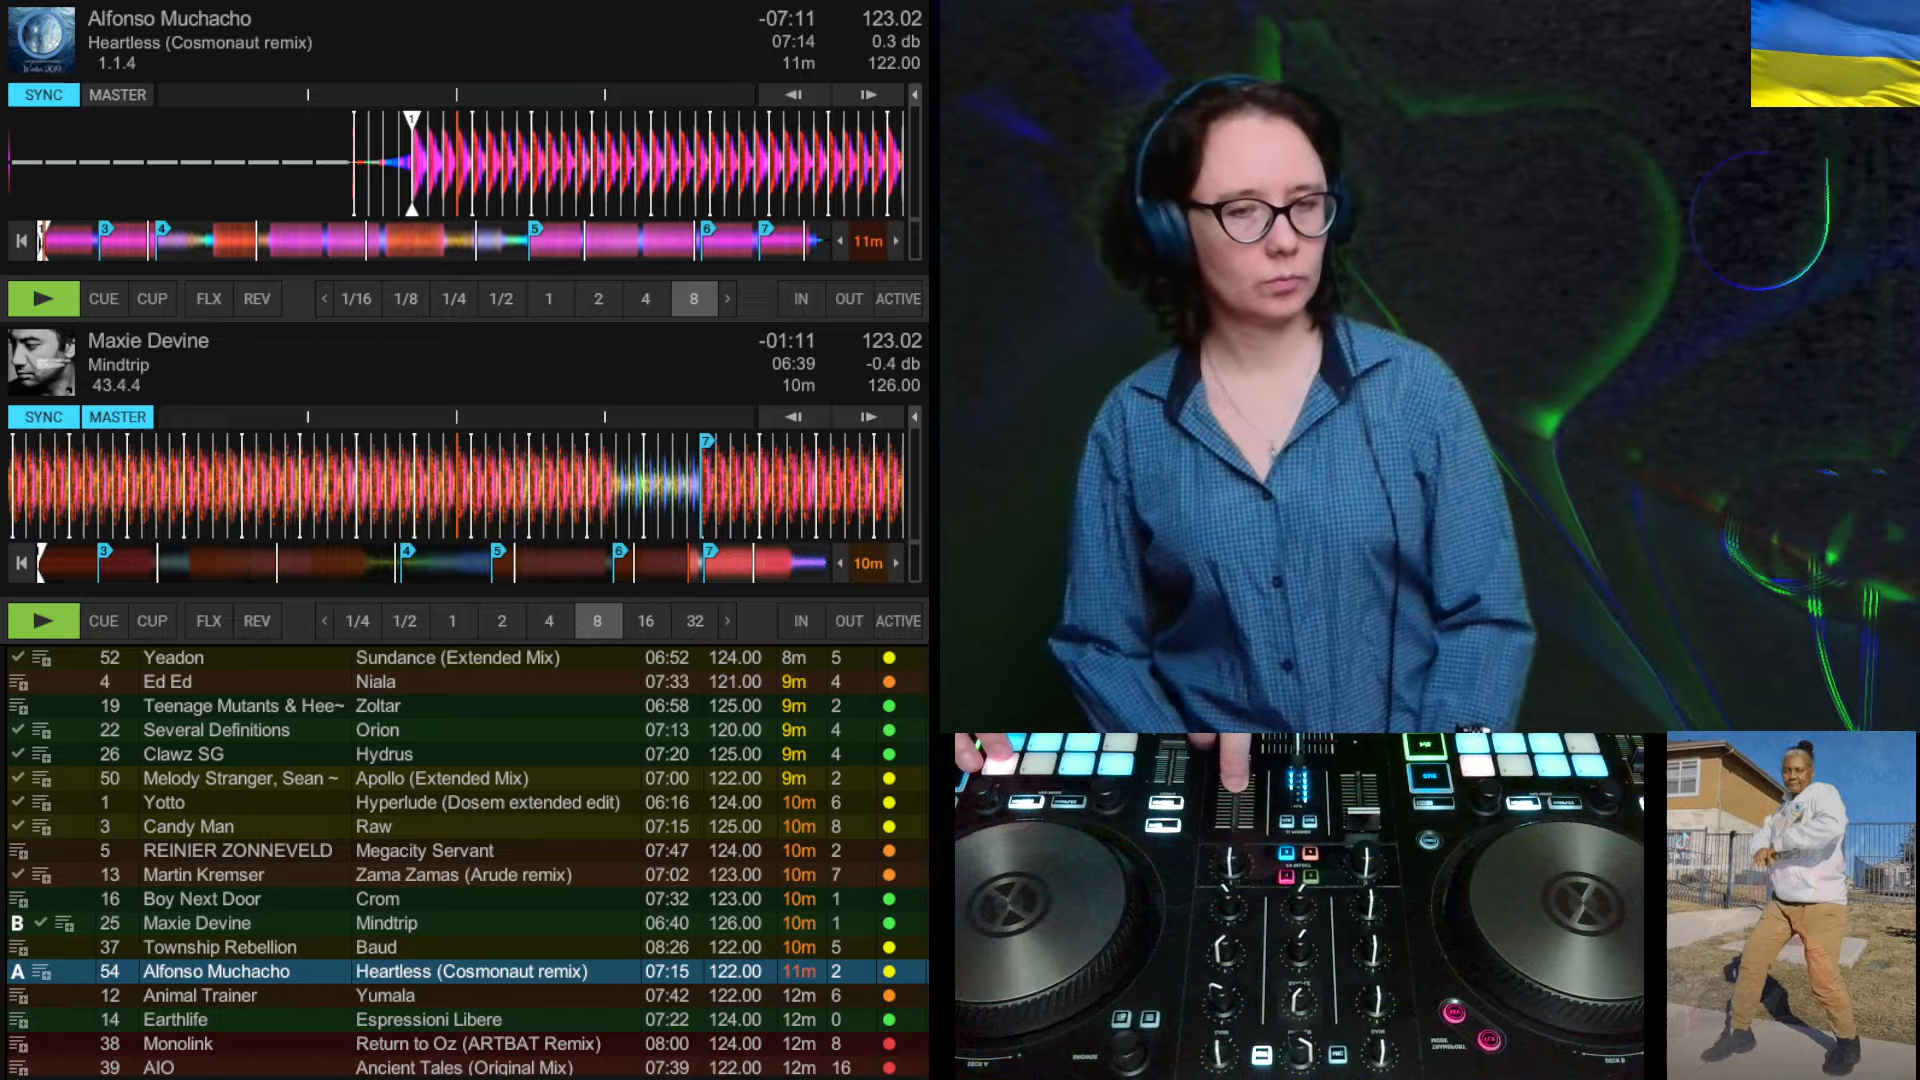 Alfonso Muchacho -07:11 123.02
Heartless (Cosmonaut remix) 07:14 0.3 db
1.1.4 11m 122.00
SYNC MASTER
1
1 3 4 5 6 7 11m
CUE CUP FLX REV 1/16 1/8 1/4 1/2 1 2 4 8 IN OUT ACTIVE
Maxie Devine -01:11 123.02
Mindtrip 06:39 -0.4 db
43.4.4 10m 126.00
SYNC MASTER
7
3 4 5 6 7 10m
CUE CUP FLX REV 1/4 1/2 1 2 4 8 16 32 IN OUT ACTIVE
52 Yeadon Sundance (Extended Mix) 06:52 124.00 8m 5
4 Ed Ed Niala 07:33 121.00 9m 4
19 Teenage Mutants & Hee~ Zoltar 06:58 125.00 9m 2
22 Several Definitions Orion 07:13 120.00 9m 4
26 Clawz SG Hydrus 07:20 125.00 9m 4
50 Melody Stranger, Sean ~ Apollo (Extended Mix) 07:00 122.00 9m 2
1 Yotto Hyperlude (Dosem extended edit) 06:16 124.00 10m 6
3 Candy Man Raw 07:15 125.00 10m 8
5 REINIER ZONNEVELD Megacity Servant 07:47 124.00 10m 2
13 Martin Kremser Zama Zamas (Arude remix) 07:02 123.00 10m 7
16 Boy Next Door Crom 07:32 123.00 10m 1
B 25 Maxie Devine Mindtrip 06:40 126.00 10m 1
37 Township Rebellion Baud 08:26 122.00 10m 5
A 54 Alfonso Muchacho Heartless (Cosmonaut remix) 07:15 122.00 11m 2
12 Animal Trainer Yumala 07:42 122.00 12m 6
14 Earthlife Espressioni Libere 07:22 124.00 12m 0
38 Monolink Return to Oz (ARTBAT Remix) 08:00 124.00 12m 8
39 AIO Ancient Tales (Original Mix) 07:39 122.00 12m 16
TikTok